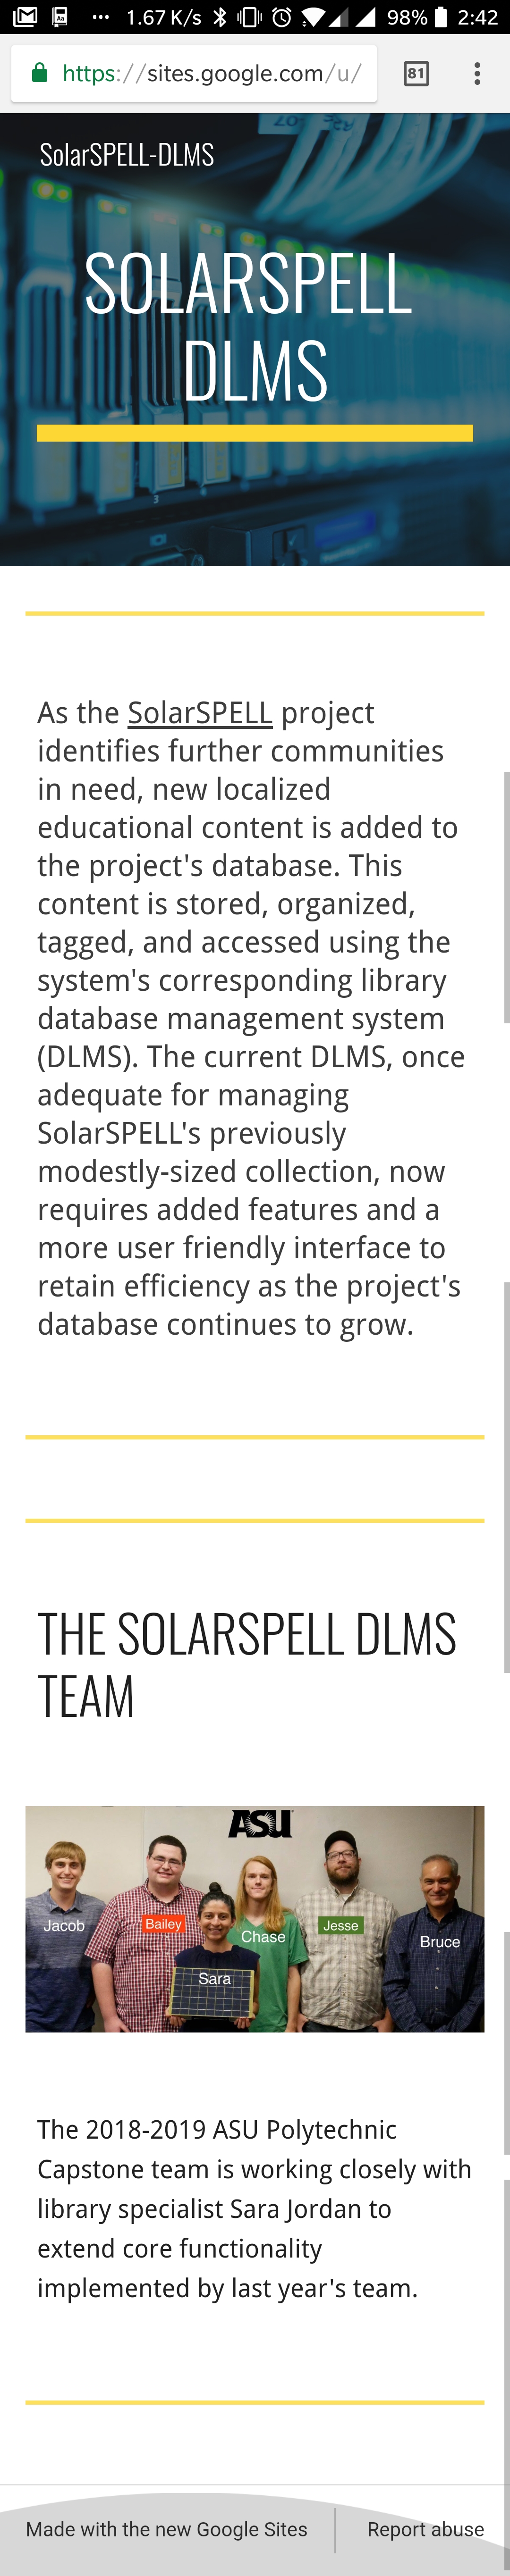 1.67 K/s 98% 2:42
https://sites.google.com/u/
81
SolarSPELL-DLMS
SOLARSPELL
DLMS
3
As the SolarSPELL project
identifies further communities
in need, new localized
educational content is added to
the project's database. This
content is stored, organized,
tagged, and accessed using the
system's corresponding library
database management system
(DLMS). The current DLMS, once
adequate for managing
SolarSPELL's previously
modestly-sized collection, now
requires added features and a
more user friendly interface to
retain efficiency as the project's
database continues to grow.
THE SOLARSPELL DLMS
TEAM
ASU
Jacob
Bailey
Chase
Jesse
Bruce
Sara
The 2018-2019 ASU Polytechnic
Capstone team is working closely with
library specialist Sara Jordan to
extend core functionality
implemented by last year's team.
Made with the new Google Sites
Report abuse